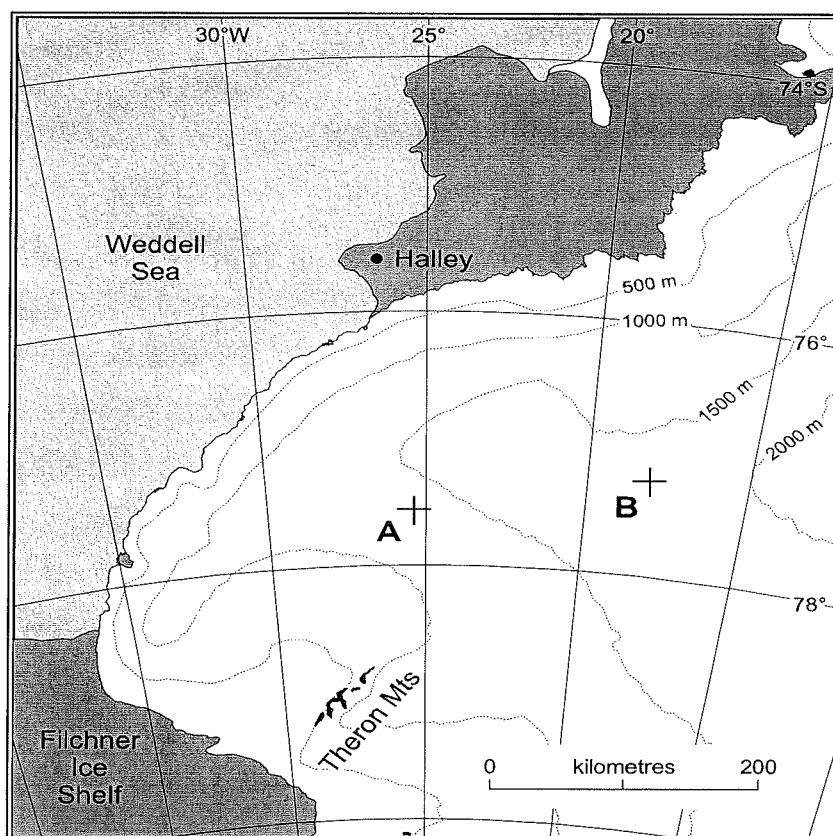 30°W
25°
20°
74°S
Weddell
Sea
Halley
500 m
1000 m
76°
1500 m
2000 m
A
B
78°
Theron Mts
Filchner
Ice
Shelf
0 kilometres 200